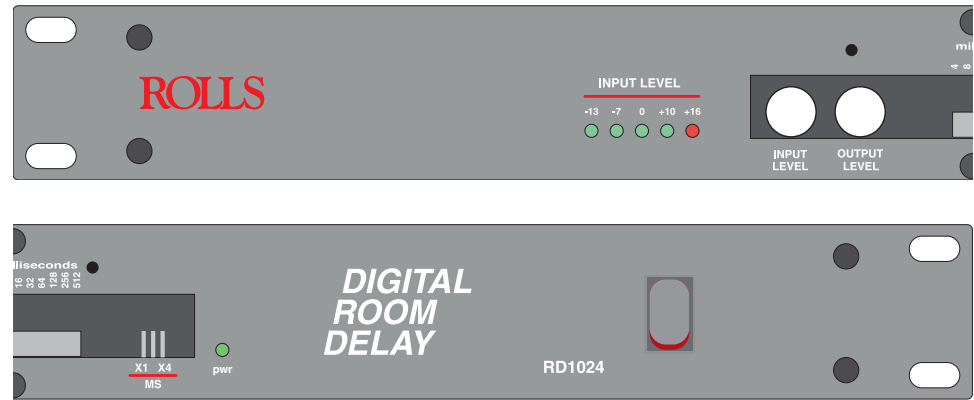 ROLLS
INPUT LEVEL
-13 -7 0 +10 +16
INPUT LEVEL
OUTPUT LEVEL
mil
4 8
lliseconds
16 32 64 128 256 512
X1 X4
MS
pwr
DIGITAL
ROOM
DELAY
RD1024